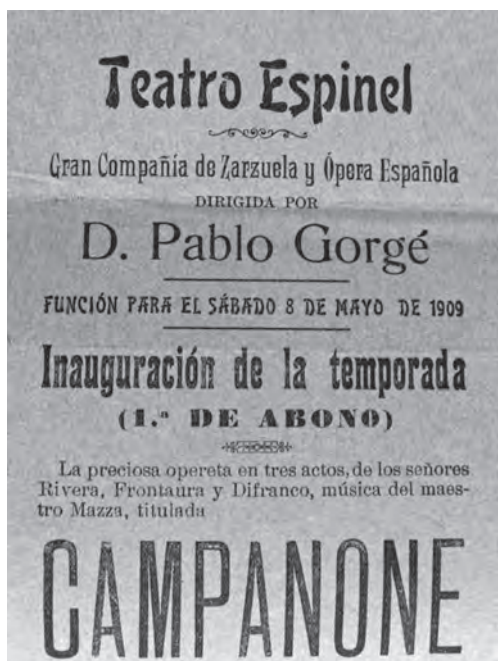 Teatro Espinel
Gran Compañía de Zarzuela y Ópera Española
DIRIGIDA POR
D. Pablo Gorgé
FUNCIÓN PARA EL SÁBADO 8 DE MAYO DE 1909
Inauguración de la temporada
(1.ª DE ABONO)
La preciosa opereta en tres actos, de los señores
Rivera, Frontaura y Difranco, música del maes-
tro Mazza, titulada
CAMPANONE